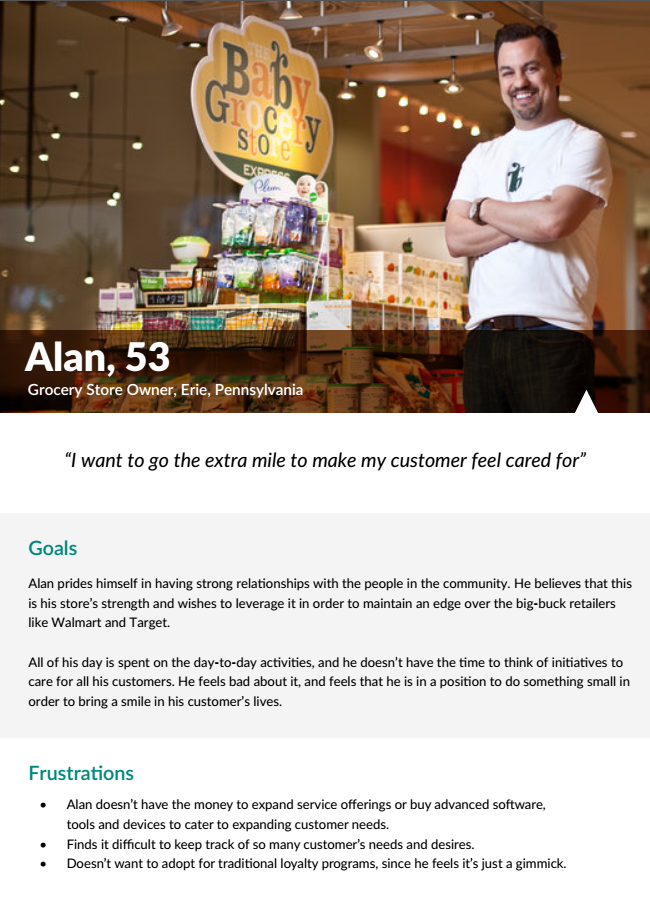 THE
Baby
Grocery
store
EXPRESS
Plum
Alan, 53
Grocery Store Owner, Erie, Pennsylvania
“I want to go the extra mile to make my customer feel cared for”
Goals
Alan prides himself in having strong relationships with the people in the community. He believes that this
is his store’s strength and wishes to leverage it in order to maintain an edge over the big-buck retailers
like Walmart and Target.
All of his day is spent on the day-to-day activities, and he doesn’t have the time to think of initiatives to
care for all his customers. He feels bad about it, and feels that he is in a position to do something small in
order to bring a smile in his customer’s lives.
Frustrations
• Alan doesn’t have the money to expand service offerings or buy advanced software,
tools and devices to cater to expanding customer needs.
• Finds it difficult to keep track of so many customer’s needs and desires.
• Doesn’t want to adopt for traditional loyalty programs, since he feels it’s just a gimmick.